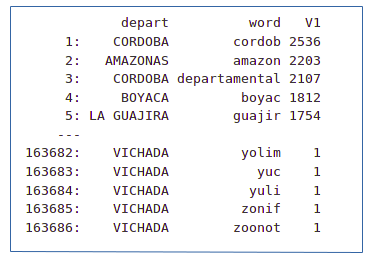 depart word V1
1: CORDOBA cordob 2536
2: AMAZONAS amazon 2203
3: CORDOBA departamental 2107
4: BOYACA boyac 1812
5: LA GUAJIRA guajir 1754
---
163682: VICHADA yolim 1
163683: VICHADA yuc 1
163684: VICHADA yuli 1
163685: VICHADA zonif 1
163686: VICHADA zoonot 1